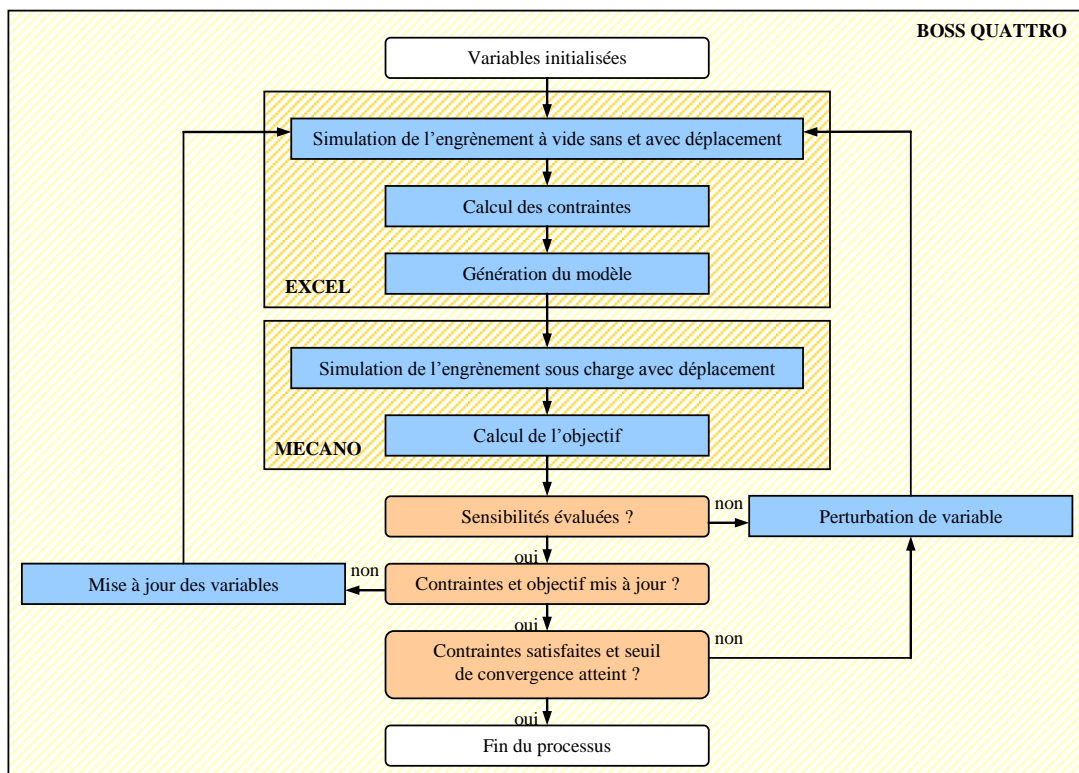 BOSS QUATTRO
Variables initialisées
Simulation de l’engrènement à vide sans et avec déplacement
Calcul des contraintes
Génération du modèle
EXCEL
Simulation de l’engrènement sous charge avec déplacement
Calcul de l’objectif
MECANO
Sensibilités évaluées ?
non
Perturbation de variable
oui
Mise à jour des variables
non
Contraintes et objectif mis à jour ?
oui
Contraintes satisfaites et seuil
de convergence atteint ?
non
oui
Fin du processus